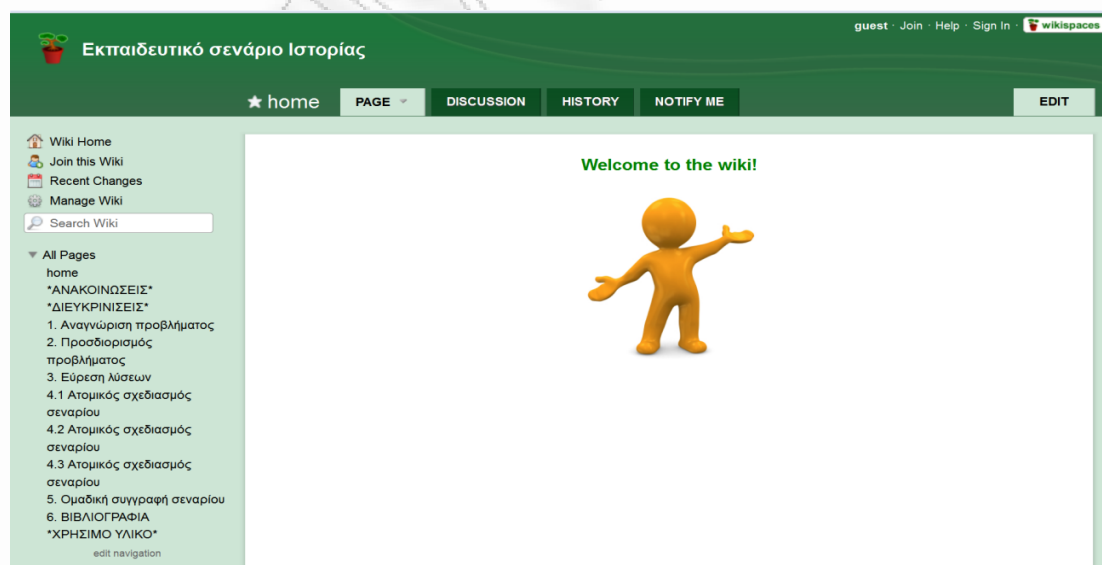 guest · Join · Help · Sign In · wikispaces
Εκπαιδευτικό σενάριο Ιστορίας
home PAGE DISCUSSION HISTORY NOTIFY ME EDIT
Wiki Home
Join this Wiki
Recent Changes
Manage Wiki
Search Wiki
All Pages
home
*ΑΝΑΚΟΙΝΩΣΕΙΣ*
*ΔΙΕΥΚΡΙΝΙΣΕΙΣ*
1. Αναγνώριση προβλήματος
2. Προσδιορισμός
προβλήματος
3. Εύρεση λύσεων
4.1 Ατομικός σχεδιασμός
σεναρίου
4.2 Ατομικός σχεδιασμός
σεναρίου
4.3 Ατομικός σχεδιασμός
σεναρίου
5. Ομαδική συγγραφή σεναρίου
6. ΒΙΒΛΙΟΓΡΑΦΙΑ
*ΧΡΗΣΙΜΟ ΥΛΙΚΟ*
edit navigation
Welcome to the wiki!